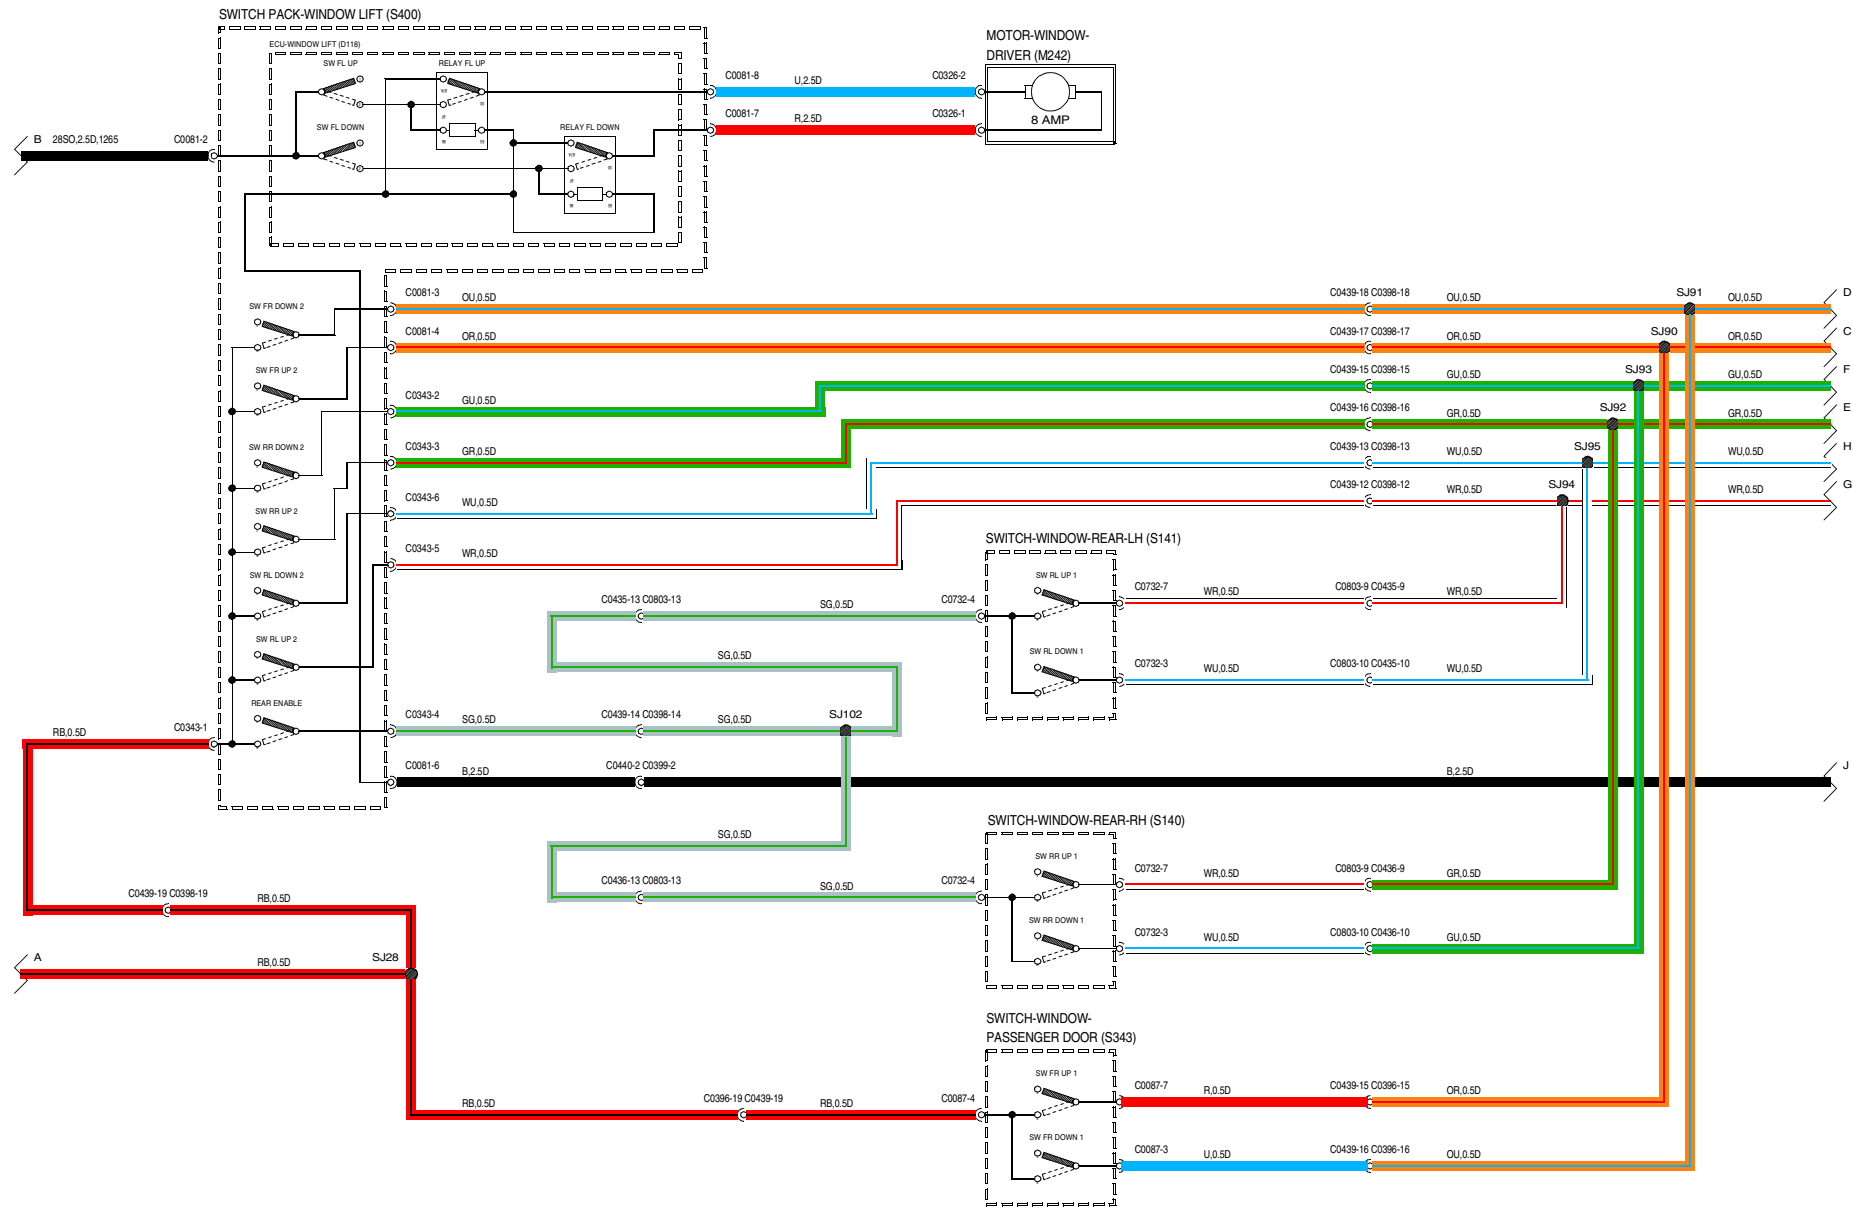 SWITCH PACK-WINDOW LIFT (S400)
ECU-WINDOW LIFT (D118)
SW FL UP
RELAY FL UP
SW FL DOWN
RELAY FL DOWN
MOTOR-WINDOW-
DRIVER (M242)
8 AMP
C0081-8 U,2.5D C0326-2
C0081-7 R,2.5D C0326-1
B 28SO,2.5D,1265 C0081-2
SW FR DOWN 2
C0081-3 OU,0.5D C0439-18 C0398-18 OU,0.5D SJ91 OU,0.5D D
C0081-4 OR,0.5D C0439-17 C0398-17 OR,0.5D SJ90 OR,0.5D C
SW FR UP 2
C0343-2 GU,0.5D C0439-15 C0398-15 GU,0.5D SJ93 GU,0.5D F
SW RR DOWN 2
C0343-3 GR,0.5D C0439-16 C0398-16 GR,0.5D SJ92 GR,0.5D E
SW RR UP 2
C0343-6 WU,0.5D C0439-13 C0398-13 WU,0.5D SJ95 WU,0.5D H
C0343-5 WR,0.5D C0439-12 C0398-12 WR,0.5D SJ94 WR,0.5D G
SW RL DOWN 2
SW RL UP 2
REAR ENABLE
SWITCH-WINDOW-REAR-LH (S141)
SW RL UP 1
C0435-13 C0803-13 SG,0.5D C0732-4
C0732-7 WR,0.5D C0803-9 C0435-9 WR,0.5D
SW RL DOWN 1
C0732-3 WU,0.5D C0803-10 C0435-10 WU,0.5D
SG,0.5D
C0343-4 SG,0.5D C0439-14 C0398-14 SG,0.5D SJ102
RB,0.5D C0343-1
C0081-6 B,2.5D C0440-2 C0399-2 B,2.5D J
SWITCH-WINDOW-REAR-RH (S140)
SG,0.5D
SW RR UP 1
C0436-13 C0803-13 SG,0.5D C0732-4
C0732-7 WR,0.5D C0803-9 C0436-9 GR,0.5D
SW RR DOWN 1
C0732-3 WU,0.5D C0803-10 C0436-10 GU,0.5D
C0439-19 C0398-19 RB,0.5D
A RB,0.5D SJ28
SWITCH-WINDOW-
PASSENGER DOOR (S343)
SW FR UP 1
RB,0.5D C0396-19 C0439-19 RB,0.5D C0087-4
C0087-7 R,0.5D C0439-15 C0396-15 OR,0.5D
SW FR DOWN 1
C0087-3 U,0.5D C0439-16 C0396-16 OU,0.5D